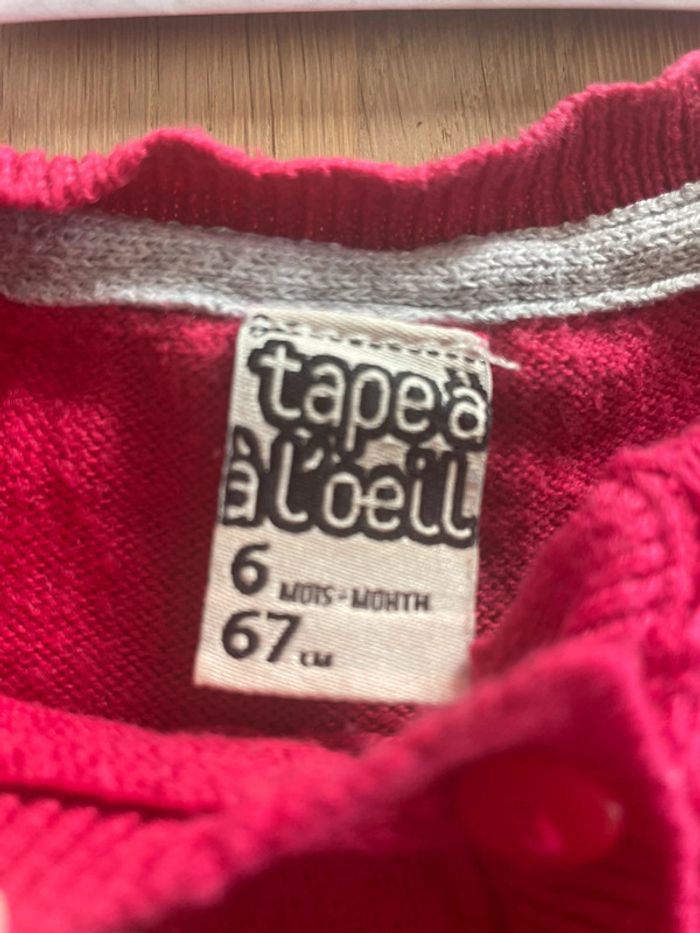 tape à
à l'oeil
6 MOIS - MONTH
67 CM